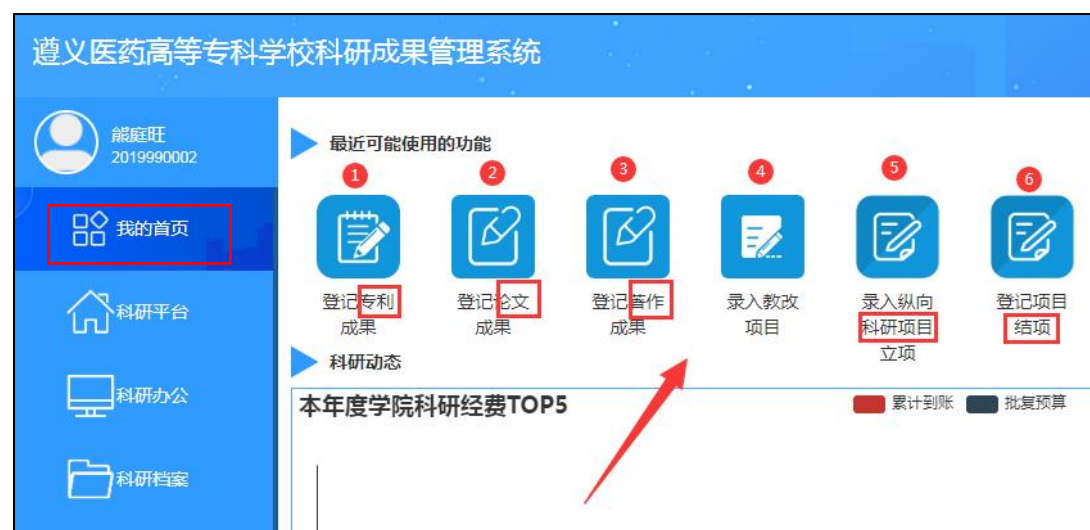 遵义医药高等专科学校科研成果管理系统
熊庭旺
2019990002
最近可能使用的功能
1 2 3 4 5 6
我的首页
登记专利 登记论文 登记著作 录入教改 录入纵向 登记项目
成果 成果 成果 项目 科研项目 结项
立项
科研平台
科研动态
科研办公
本年度学院科研经费TOP5
累计到账 批复预算
科研档案